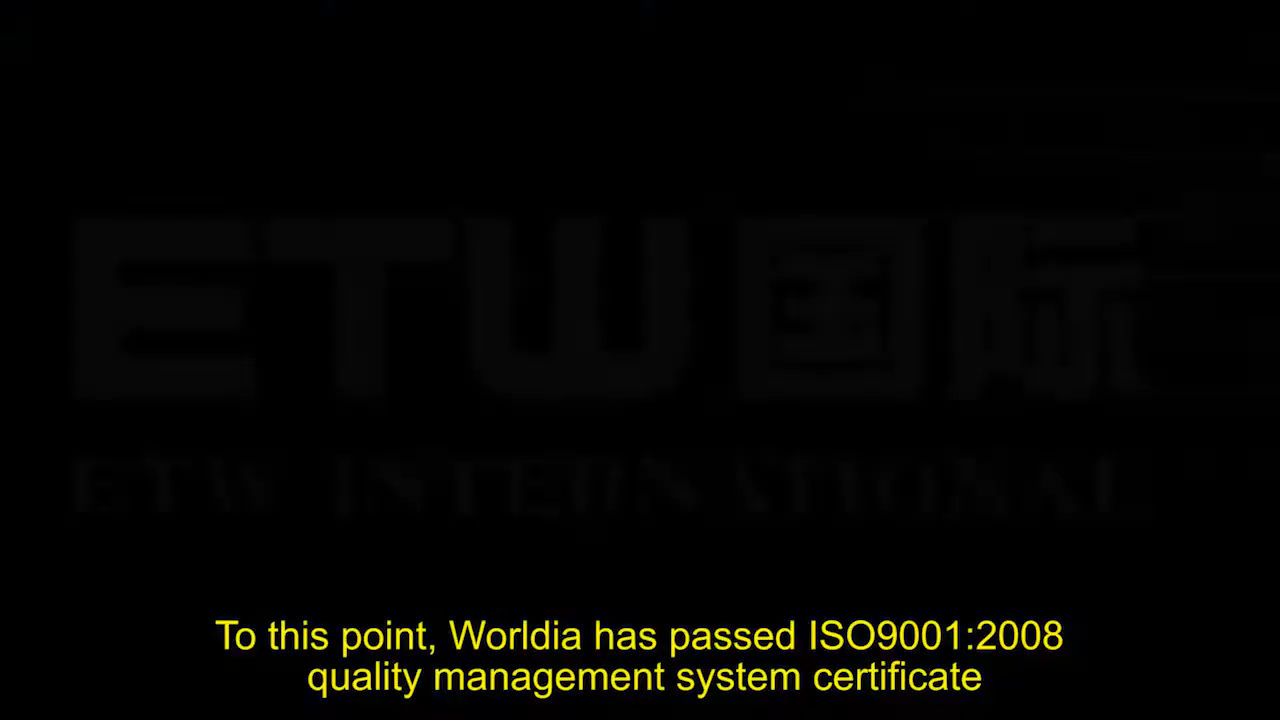 ETW国际
ETW INTERNATIONAL
To this point, Worldia has passed ISO9001:2008
quality management system certificate